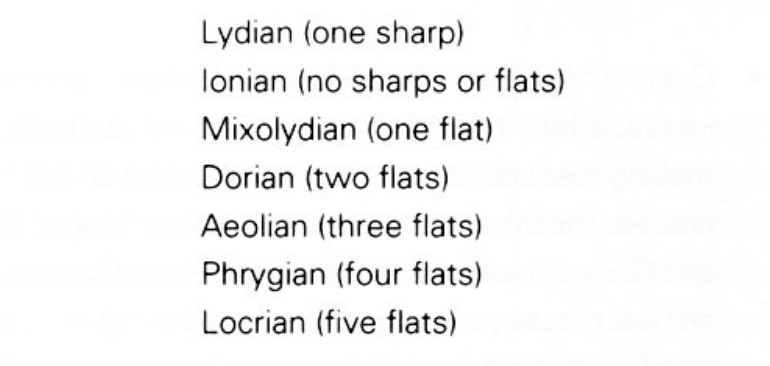 Lydian (one sharp)
Ionian (no sharps or flats)
Mixolydian (one flat)
Dorian (two flats)
Aeolian (three flats)
Phrygian (four flats)
Locrian (five flats)